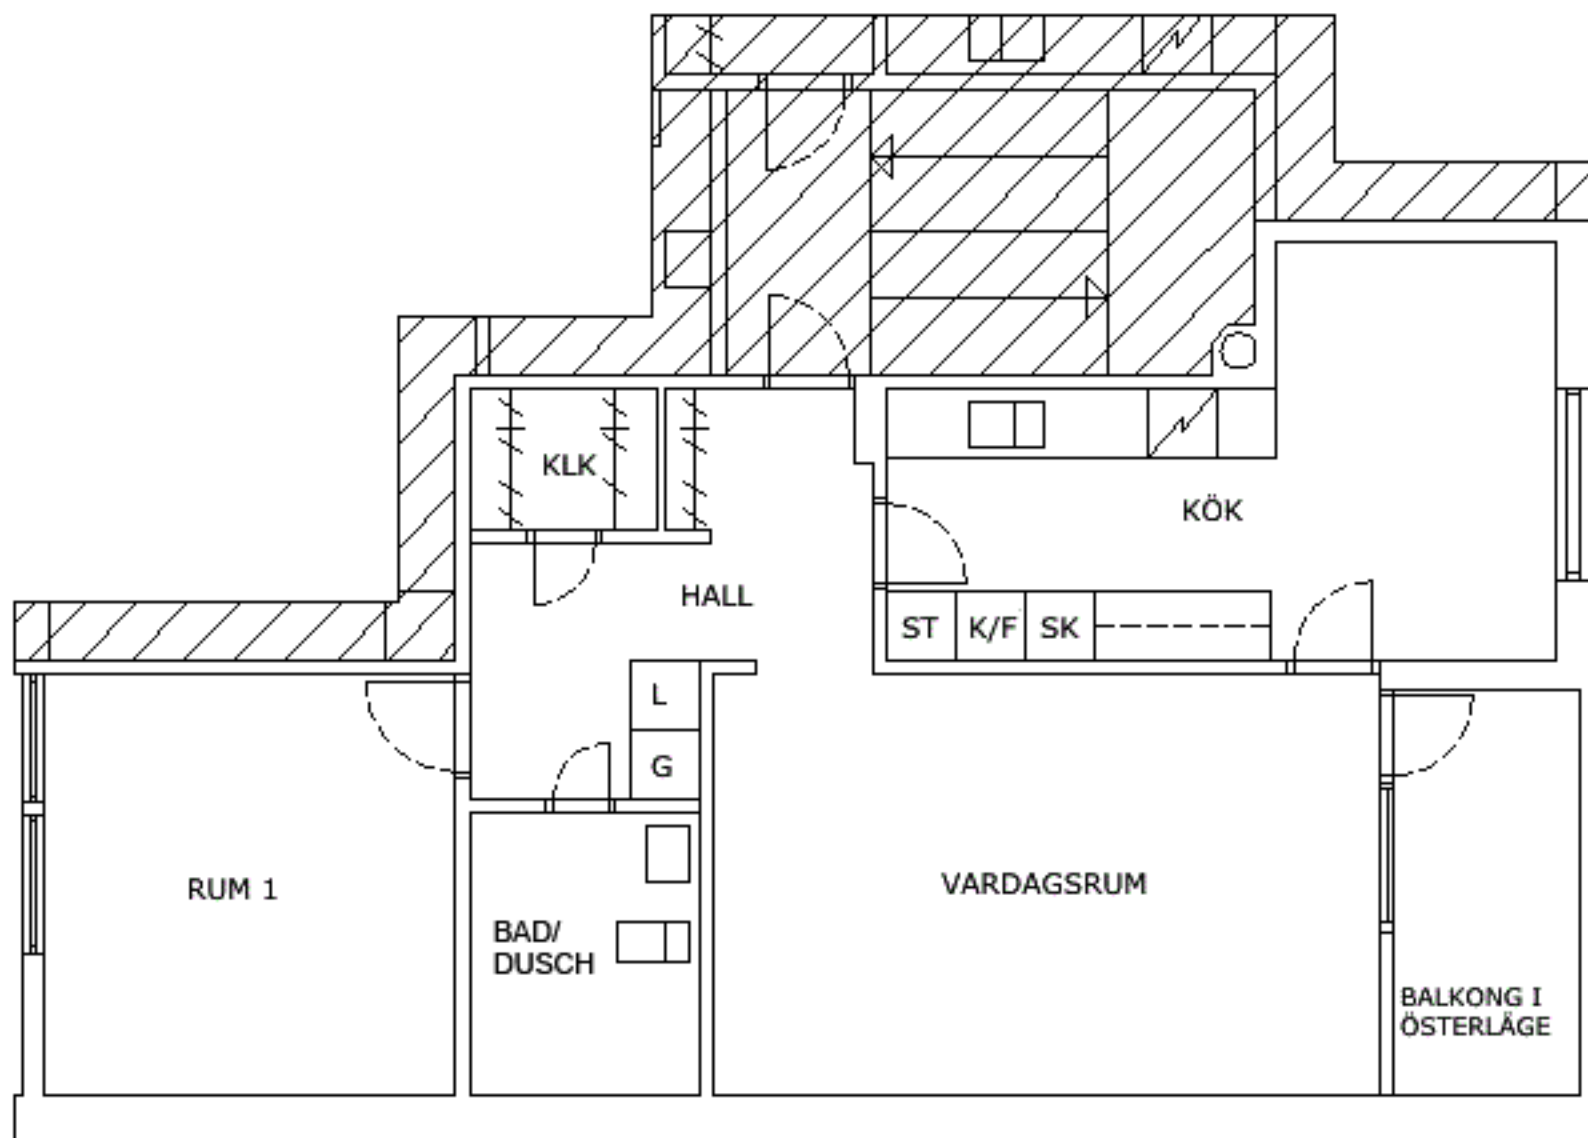 KLK
KÖK
HALL
ST K/F SK
L
G
RUM 1
VARDAGSRUM
BAD/
DUSCH
BALKONG I
ÖSTERLÄGE